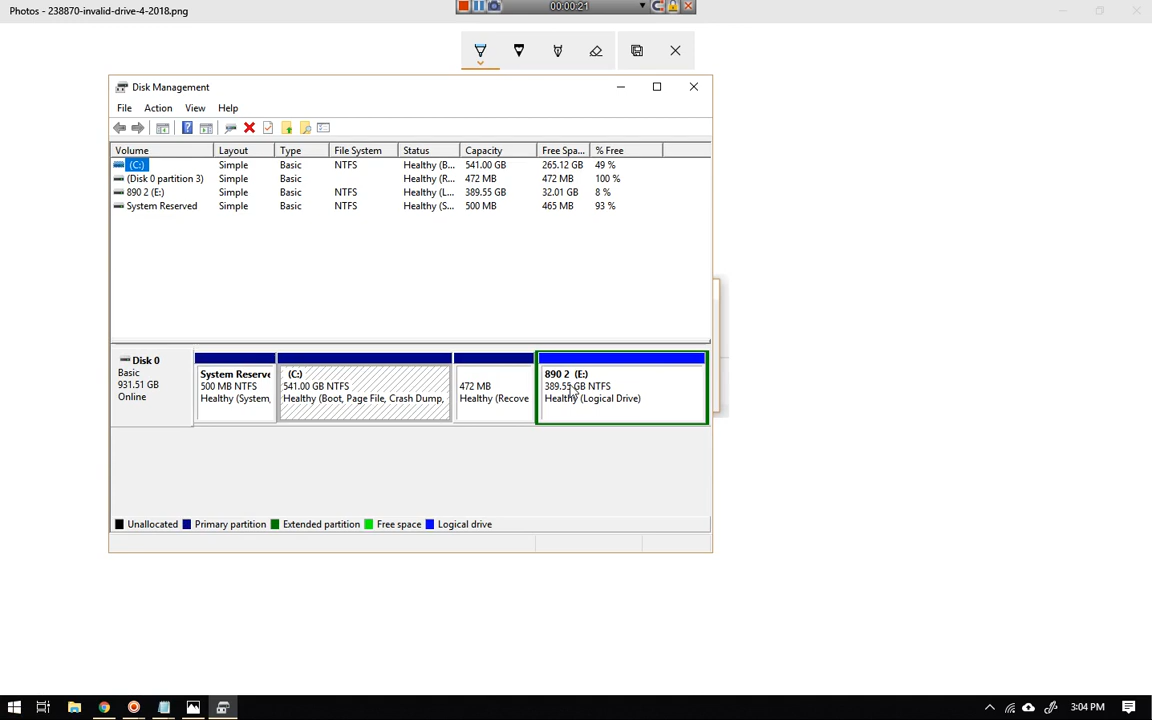 Photos - 238870-invalid-drive-4-2018.png
00:00:21
Disk Management
File Action View Help
Volume Layout Type File System Status Capacity Free Spa... % Free
(C:) Simple Basic NTFS Healthy (B... 541.00 GB 265.12 GB 49 %
(Disk 0 partition 3) Simple Basic Healthy (R... 472 MB 472 MB 100 %
890 2 (E:) Simple Basic NTFS Healthy (L... 389.55 GB 32.01 GB 8 %
System Reserved Simple Basic NTFS Healthy (S... 500 MB 465 MB 93 %
Disk 0
Basic
931.51 GB
Online
System Reserve
500 MB NTFS
Healthy (System,
(C:)
541.00 GB NTFS
Healthy (Boot, Page File, Crash Dump,
472 MB
Healthy (Recove
890 2 (E:)
389.55 GB NTFS
Healthy (Logical Drive)
Unallocated Primary partition Extended partition Free space Logical drive
3:04 PM